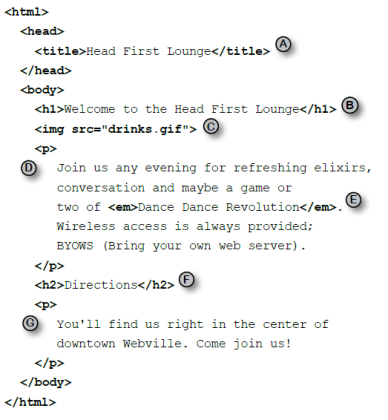 <html>
<head>
<title>Head First Lounge</title> A
</head>
<body>
<h1>Welcome to the Head First Lounge</h1> B
<img src="drinks.gif"> C
<p>
D Join us any evening for refreshing elixirs,
conversation and maybe a game or
two of <em>Dance Dance Revolution</em>. E
Wireless access is always provided;
BYOWS (Bring your own web server).
</p>
<h2>Directions</h2> F
<p>
G You'll find us right in the center of
downtown Webville. Come join us!
</p>
</body>
</html>